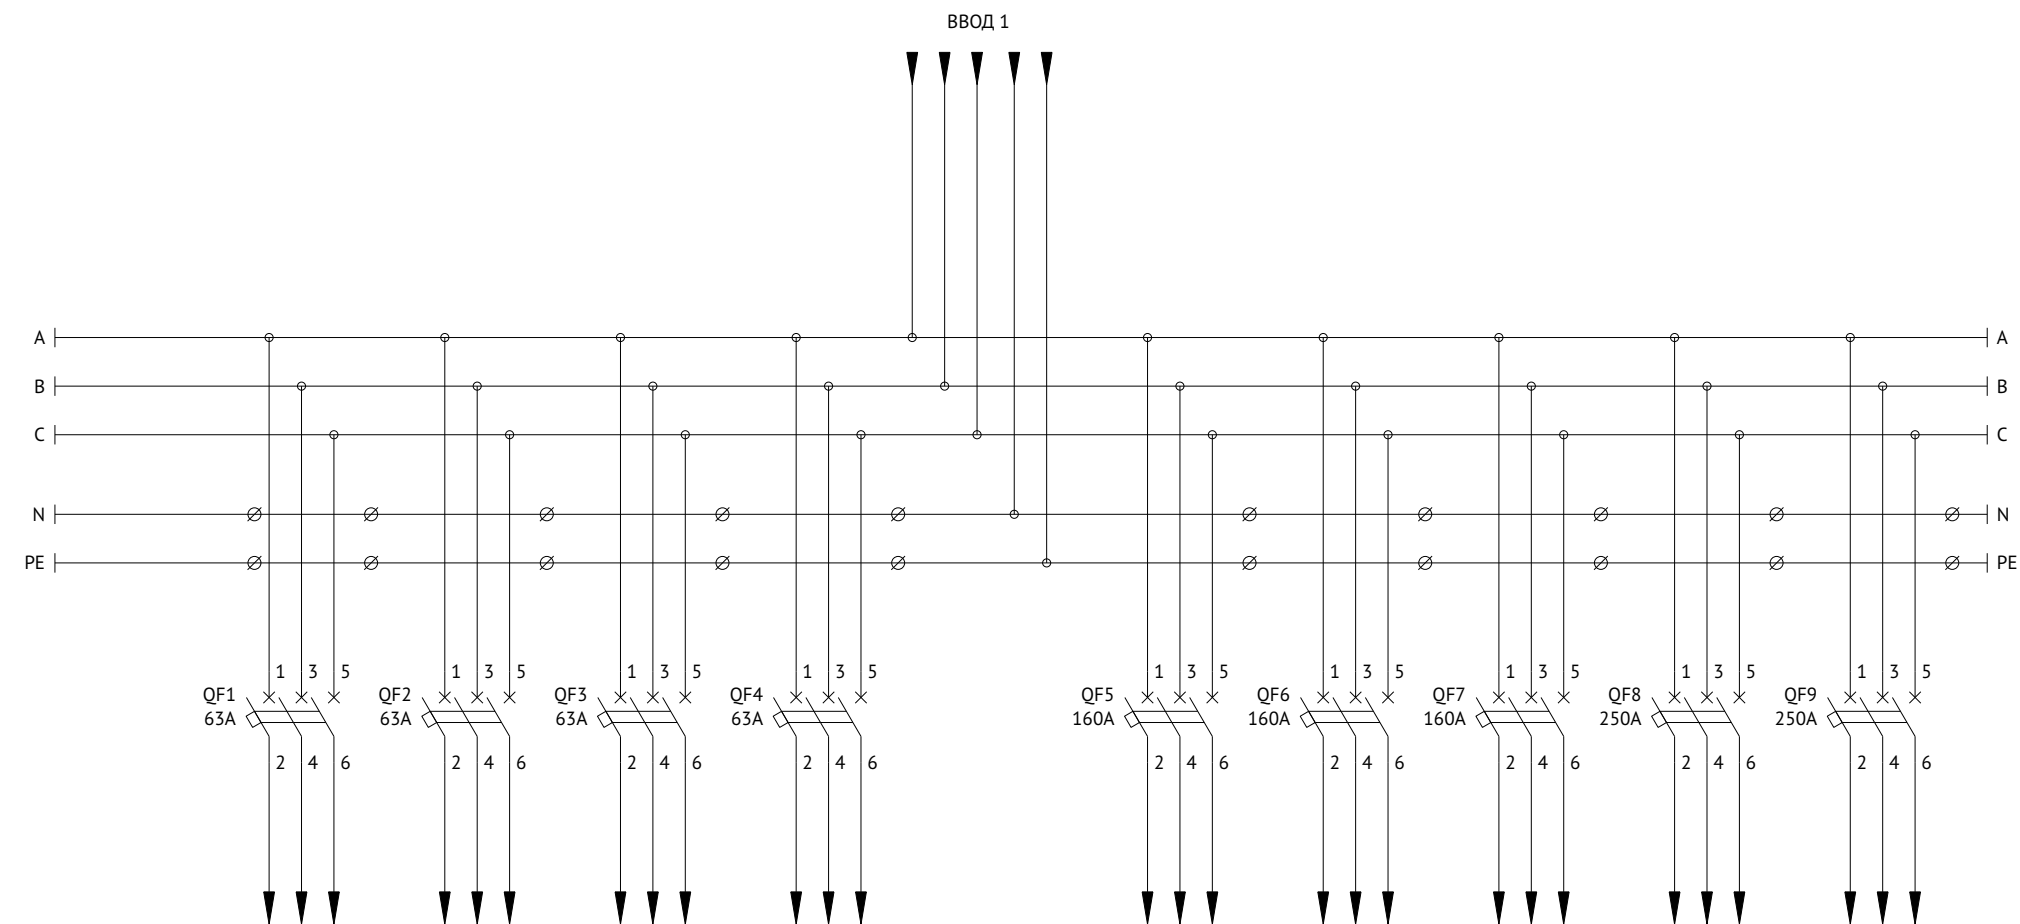 ВВОД 1
A A
B B
C C
N N
PE PE
1 3 5 1 3 5 1 3 5 1 3 5 1 3 5 1 3 5 1 3 5 1 3 5 1 3 5
QF1 QF2 QF3 QF4 QF5 QF6 QF7 QF8 QF9
63A 63A 63A 63A 160A 160A 160A 250A 250A
2 4 6 2 4 6 2 4 6 2 4 6 2 4 6 2 4 6 2 4 6 2 4 6 2 4 6